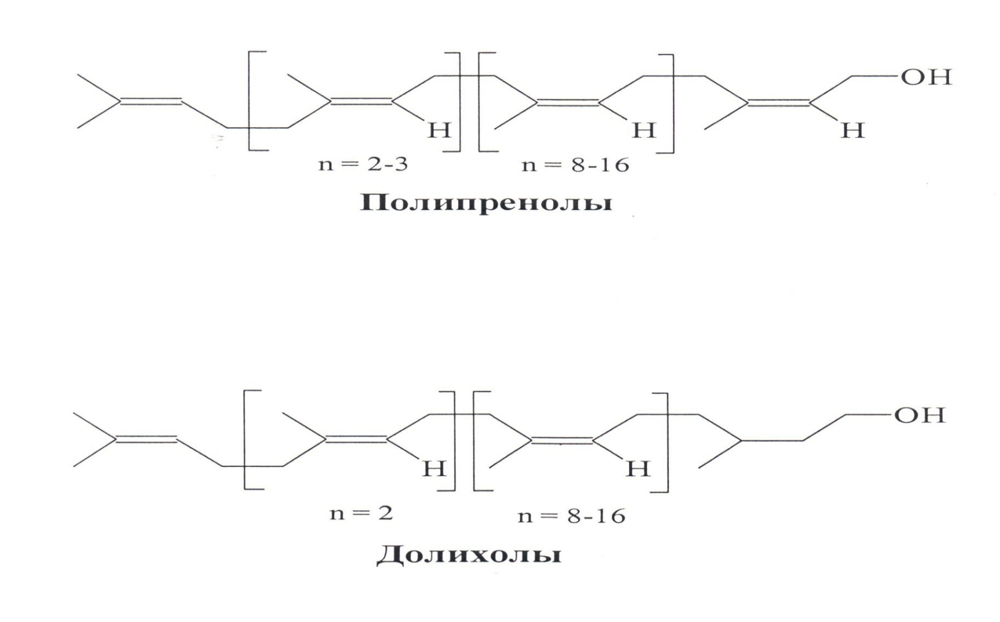 OH
H H H
n = 2-3 n = 8-16
Полипренолы
OH
H H
n = 2 n = 8-16
Долихолы